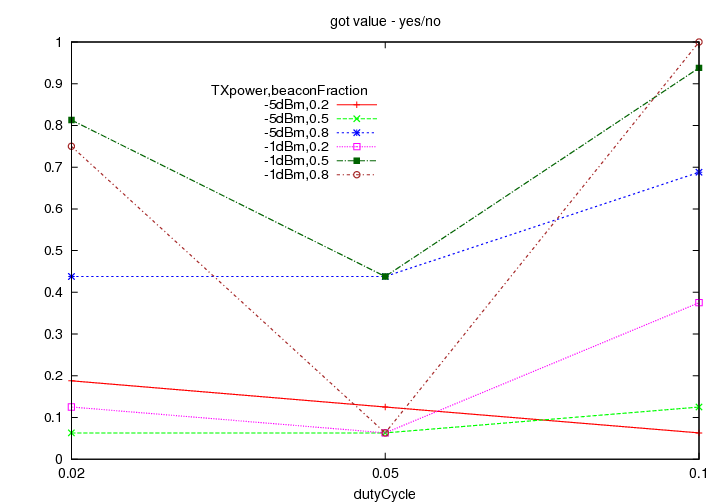 got value - yes/no
1
0.9
0.8
0.7
0.6
0.5
0.4
0.3
0.2
0.1
0
TXpower,beaconFraction
-5dBm,0.2
-5dBm,0.5
-5dBm,0.8
-1dBm,0.2
-1dBm,0.5
-1dBm,0.8
0.02 0.05 0.1
dutyCycle